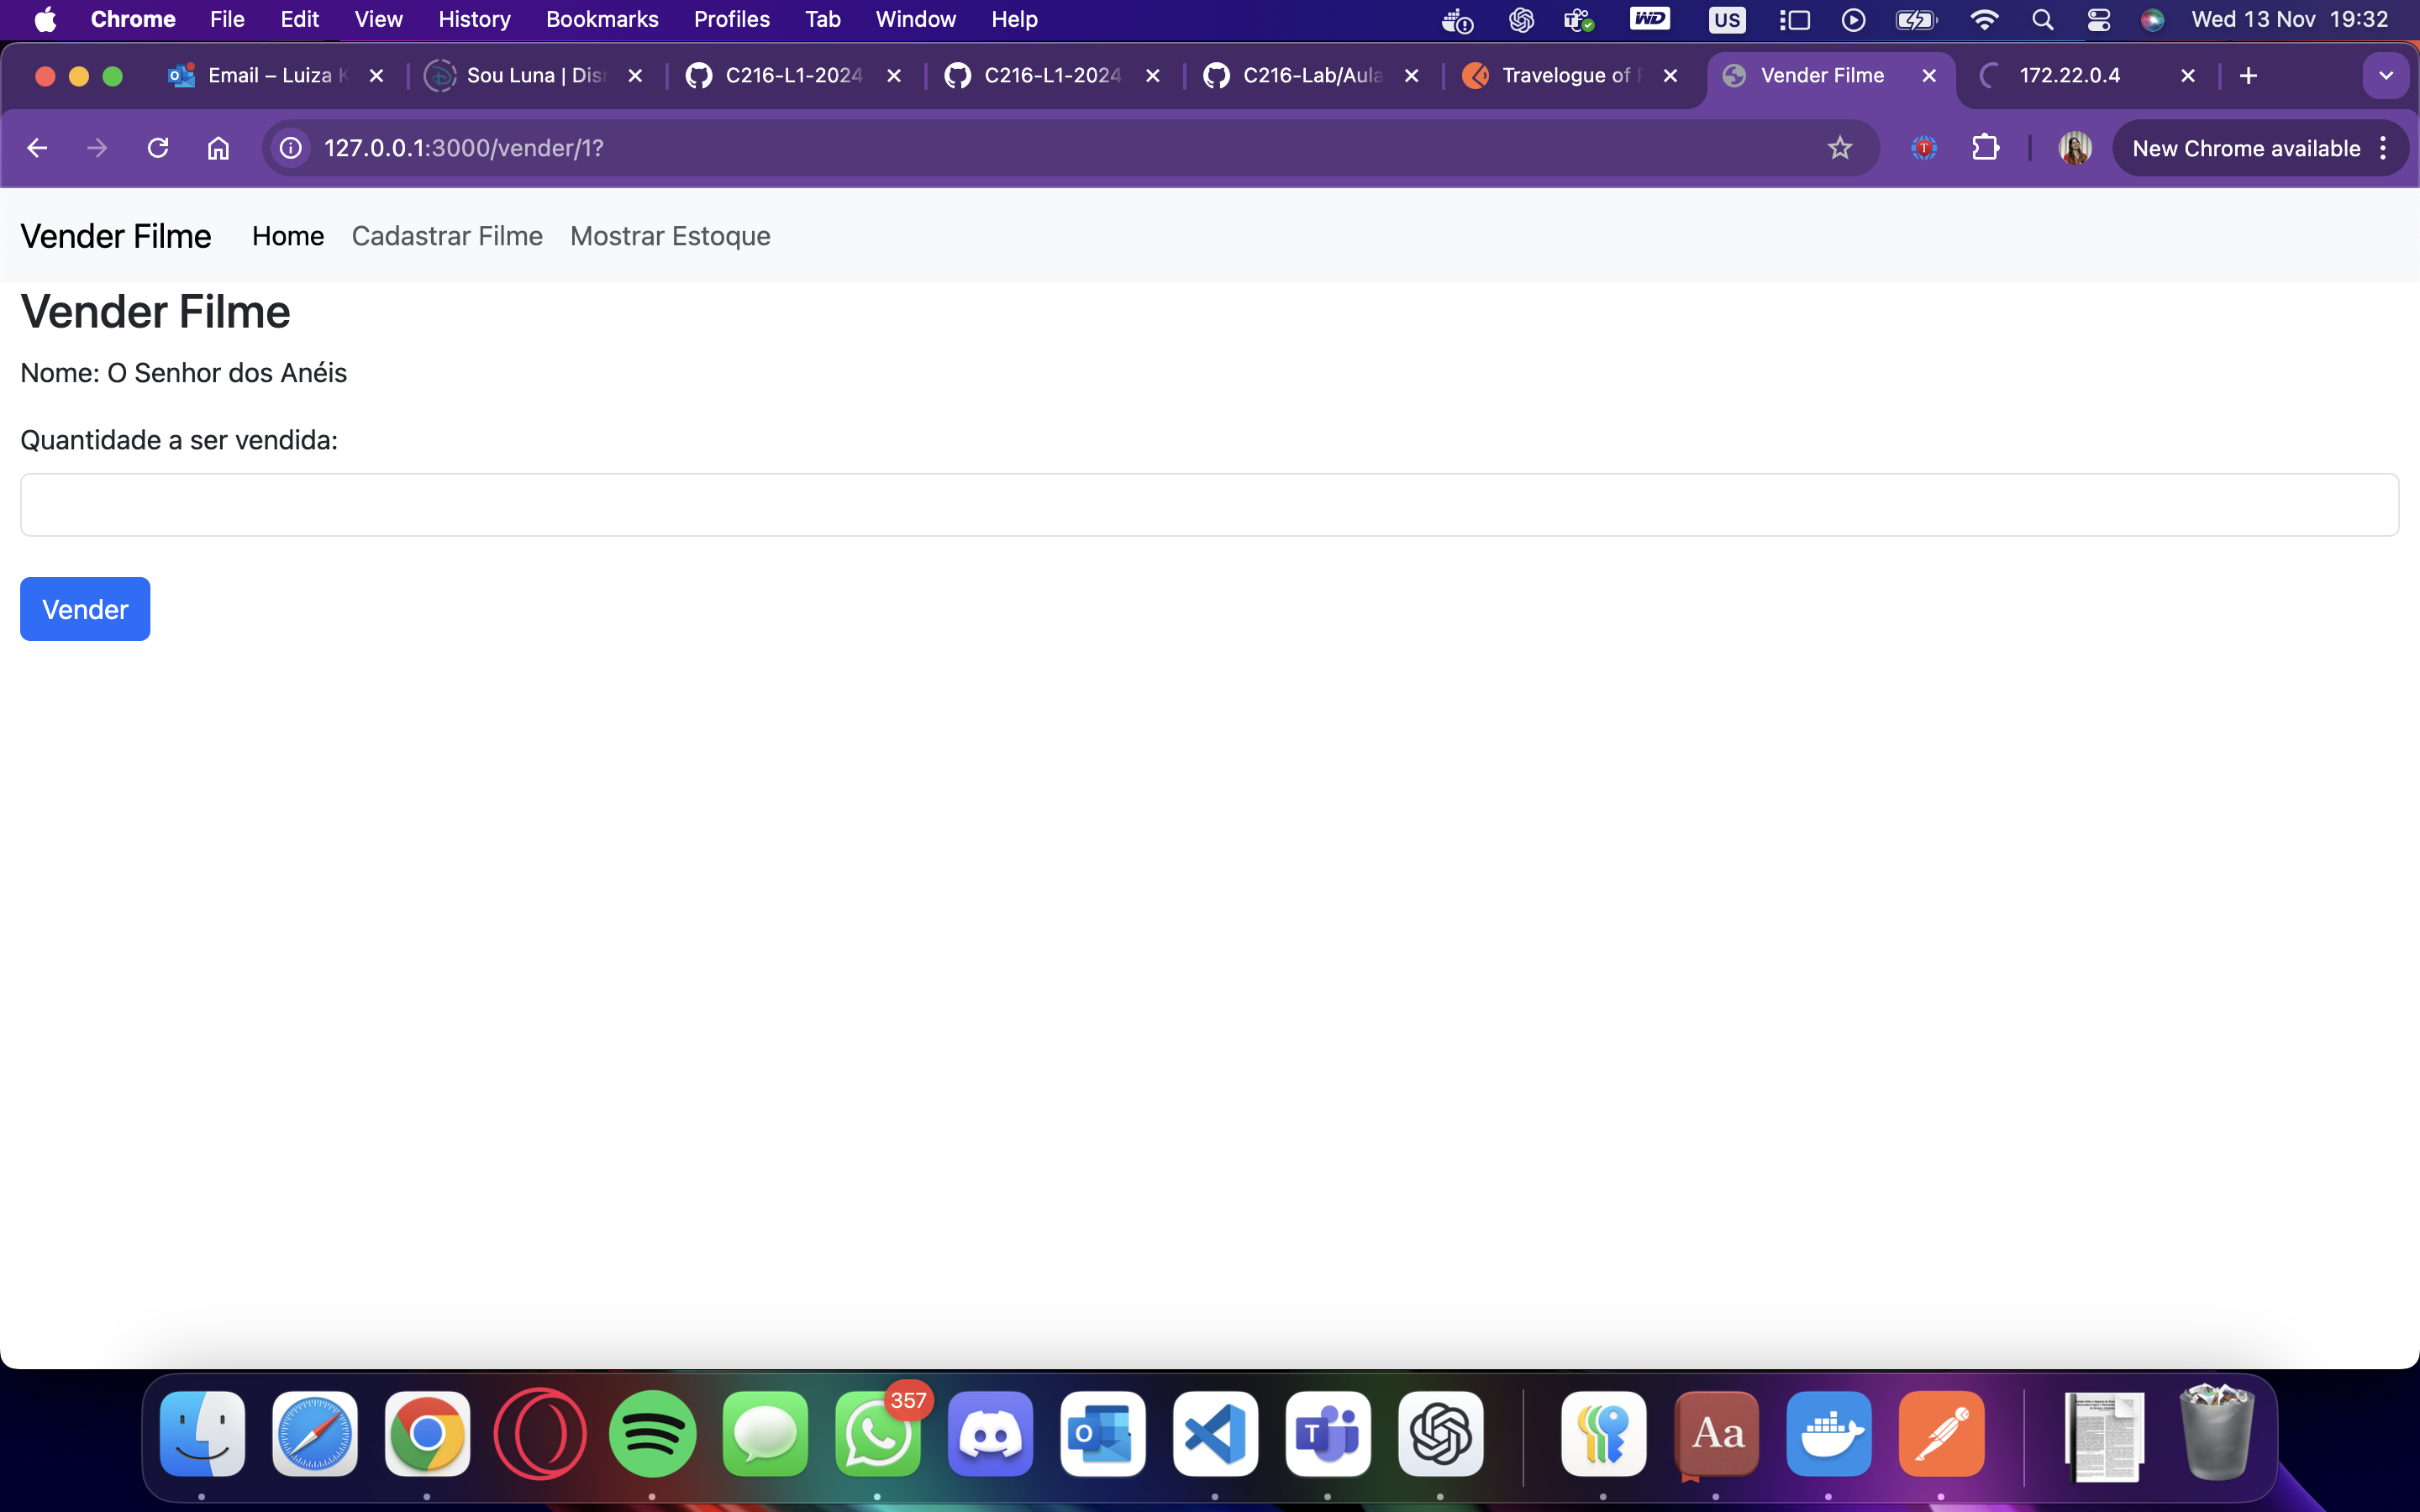 Chrome File Edit View History Bookmarks Profiles Tab Window Help WD US Wed 13 Nov 19:32
Email – Luiza K Sou Luna | Disn C216-L1-2024 C216-L1-2024 C216-Lab/Aula Travelogue of Vender Filme 172.22.0.4
127.0.0.1:3000/vender/1? T New Chrome available
Vender Filme Home Cadastrar Filme Mostrar Estoque
Vender Filme
Nome: O Senhor dos Anéis
Quantidade a ser vendida:
Vender
357
O T Aa